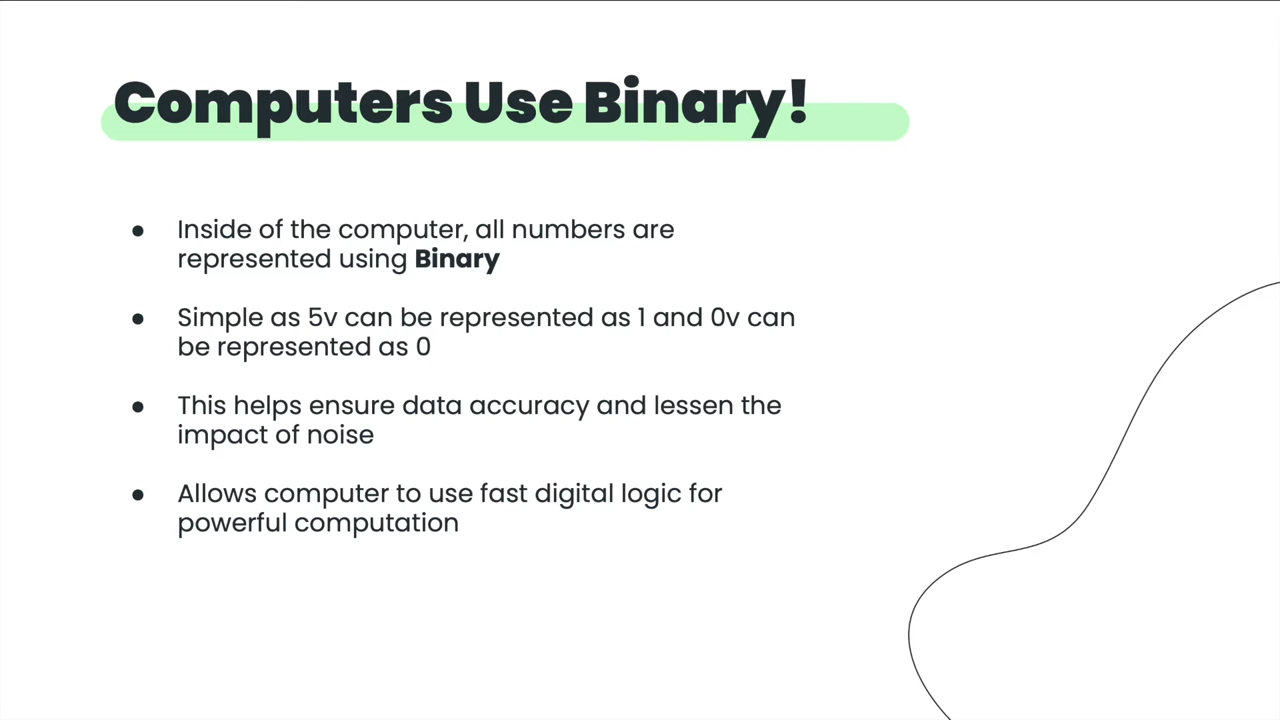 Computers Use Binary!
● Inside of the computer, all numbers are
represented using Binary
● Simple as 5v can be represented as 1 and 0v can
be represented as 0
● This helps ensure data accuracy and lessen the
impact of noise
● Allows computer to use fast digital logic for
powerful computation